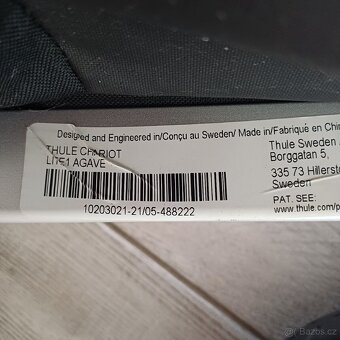 Designed and Engineered in/Conçu au Sweden/ Made in/Fabriqué en Chin
THULE CHARIOT
LITE1 AGAVE
10203021-21/05-488222
Thule Sweden
Borggatan 5,
335 73 Hillerst
Sweden
PAT. SEE:
www.thule.com/p
© Bazos.cz